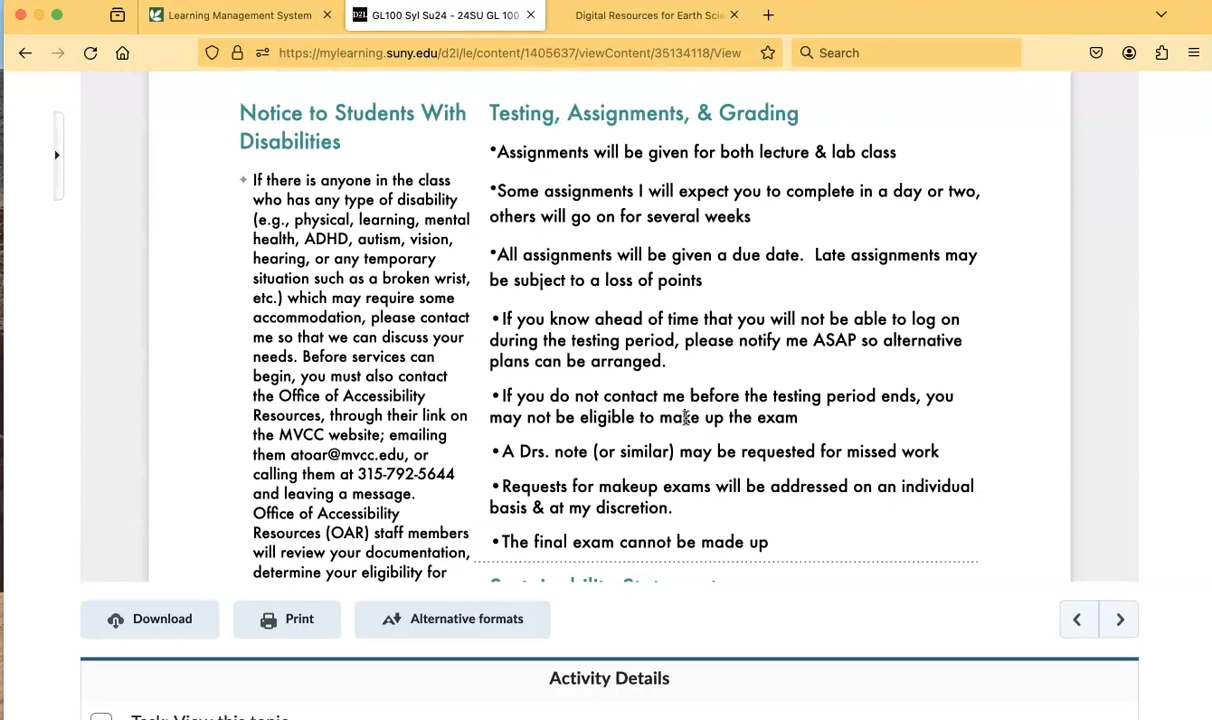 Learning Management System
GL100 Syl Su24 - 24SU GL 100
Digital Resources for Earth Scie
https://mylearning.suny.edu/d2l/le/content/1405637/viewContent/35134118/View
Search
Notice to Students With
Disabilities
If there is anyone in the class
who has any type of disability
(e.g., physical, learning, mental
health, ADHD, autism, vision,
hearing, or any temporary
situation such as a broken wrist,
etc.) which may require some
accommodation, please contact
me so that we can discuss your
needs. Before services can
begin, you must also contact
the Office of Accessibility
Resources, through their link on
the MVCC website; emailing
them atoar@mvcc.edu, or
calling them at 315-792-5644
and leaving a message.
Office of Accessibility
Resources (OAR) staff members
will review your documentation,
determine your eligibility for
Testing, Assignments, & Grading
•Assignments will be given for both lecture & lab class
•Some assignments I will expect you to complete in a day or two,
others will go on for several weeks
•All assignments will be given a due date. Late assignments may
be subject to a loss of points
•If you know ahead of time that you will not be able to log on
during the testing period, please notify me ASAP so alternative
plans can be arranged.
•If you do not contact me before the testing period ends, you
may not be eligible to make up the exam
•A Drs. note (or similar) may be requested for missed work
•Requests for makeup exams will be addressed on an individual
basis & at my discretion.
•The final exam cannot be made up
Sustainability Statement
Download
Print
Alternative formats
Activity Details
Task: View this topic